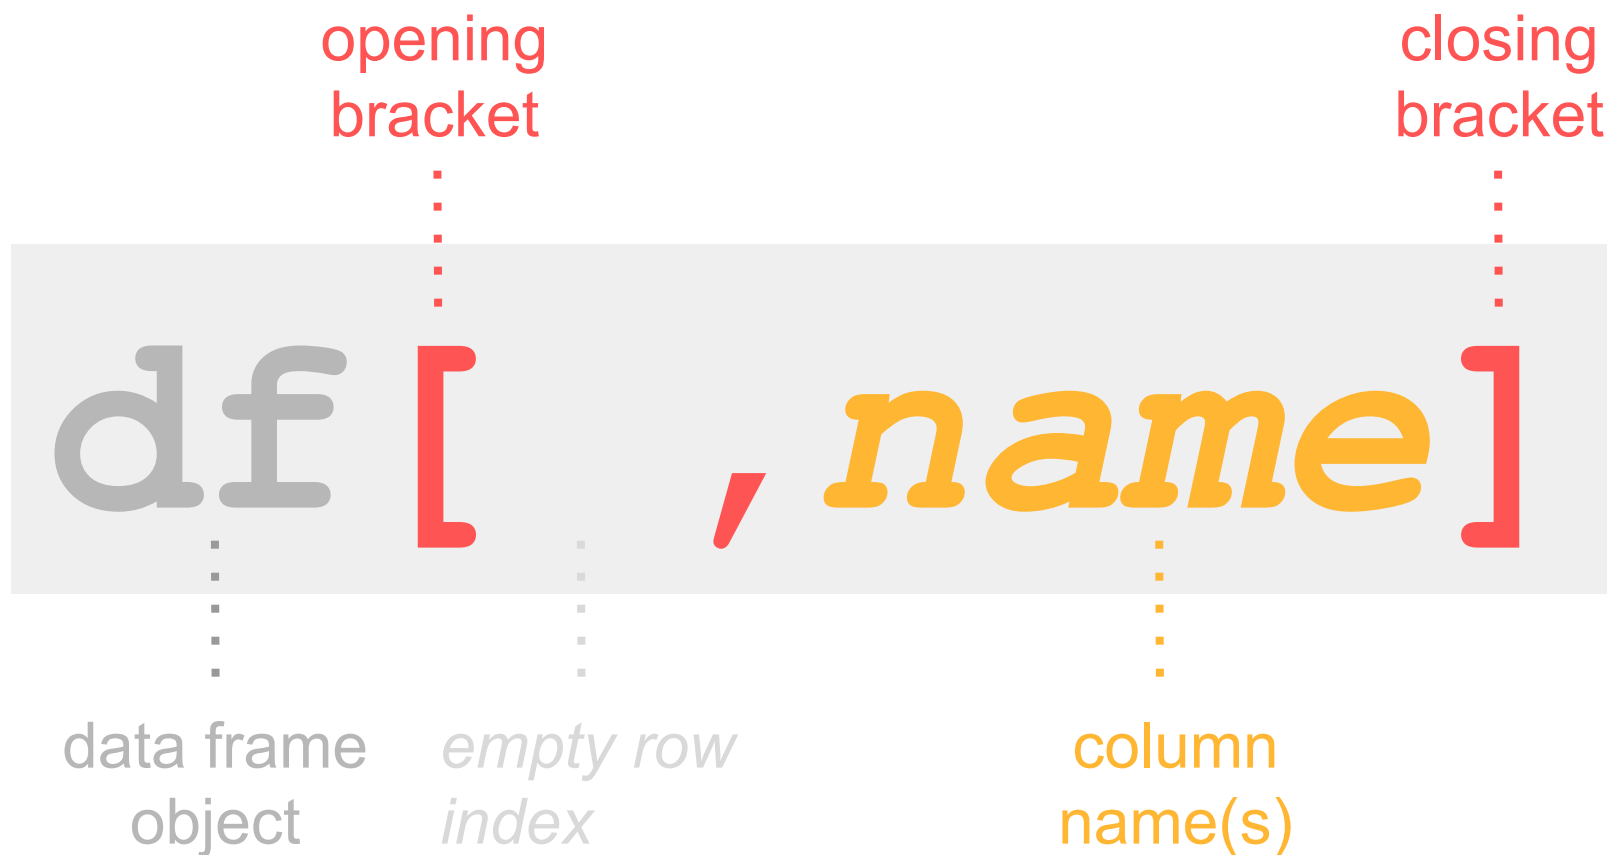 opening
bracket
closing
bracket
df[ ,name]
data frame
object
empty row
index
column
name(s)